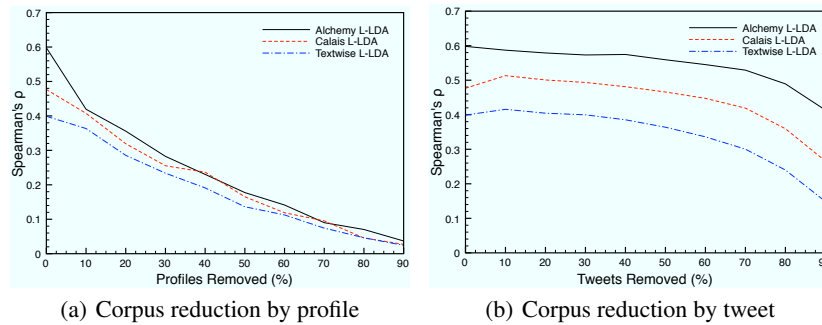 0.7
0.6
0.5
0.4
0.3
0.2
0.1
0
Spearman's ρ
Alchemy L-LDA
Calais L-LDA
Textwise L-LDA
0 10 20 30 40 50 60 70 80 90
Profiles Removed (%)
(a) Corpus reduction by profile
0.7
0.6
0.5
0.4
0.3
0.2
0.1
0
Spearman's ρ
Alchemy L-LDA
Calais L-LDA
Textwise L-LDA
0 10 20 30 40 50 60 70 80 90
Tweets Removed (%)
(b) Corpus reduction by tweet